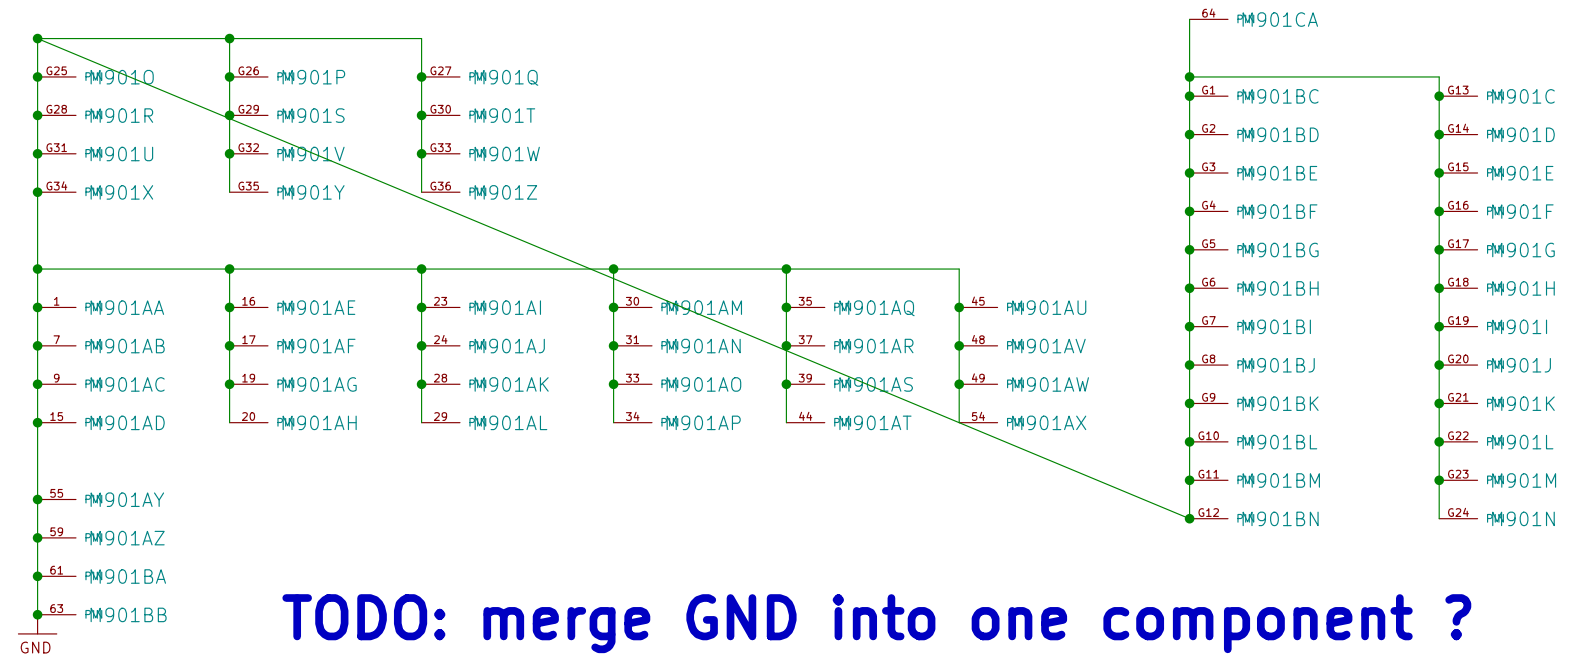 64 M901CA
G25 M901O G26 M901P G27 M901Q
G1 M901BC G13 M901C
G28 M901R G29 M901S G30 M901T
G2 M901BD G14 M901D
G31 M901U G32 M901V G33 M901W
G3 M901BE G15 M901E
G34 M901X G35 M901Y G36 M901Z
G4 M901BF G16 M901F
G5 M901BG G17 M901G
G6 M901BH G18 M901H
1 M901AA 16 M901AE 23 M901AI 30 M901AM 35 M901AQ 45 M901AU
G7 M901BI G19 M901I
7 M901AB 17 M901AF 24 M901AJ 31 M901AN 37 M901AR 48 M901AV
G8 M901BJ G20 M901J
9 M901AC 19 M901AG 28 M901AK 33 M901AO 39 M901AS 49 M901AW
G9 M901BK G21 M901K
15 M901AD 20 M901AH 29 M901AL 34 M901AP 44 M901AT 54 M901AX
G10 M901BL G22 M901L
G11 M901BM G23 M901M
55 M901AY
G12 M901BN G24 M901N
59 M901AZ
61 M901BA
63 M901BB
TODO: merge GND into one component ?
GND